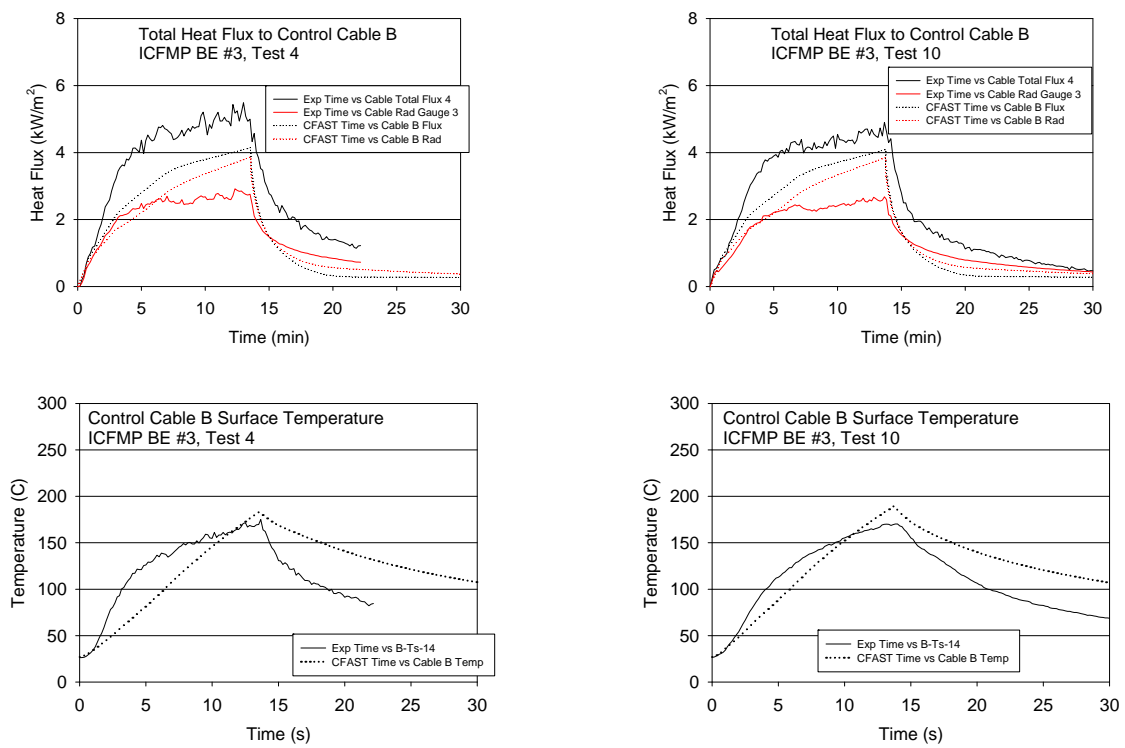 Total Heat Flux to Control Cable B
ICFMP BE #3, Test 4
Heat Flux (kW/m2)
8
6
4
2
0
Exp Time vs Cable Total Flux 4
Exp Time vs Cable Rad Gauge 3
CFAST Time vs Cable B Flux
CFAST Time vs Cable B Rad
0 5 10 15 20 25 30
Time (min)
Total Heat Flux to Control Cable B
ICFMP BE #3, Test 10
Heat Flux (kW/m2)
8
6
4
2
0
Exp Time vs Cable Total Flux 4
Exp Time vs Cable Rad Gauge 3
CFAST Time vs Cable B Flux
CFAST Time vs Cable B Rad
0 5 10 15 20 25 30
Time (min)
Control Cable B Surface Temperature
ICFMP BE #3, Test 4
Temperature (C)
300
250
200
150
100
50
0
Exp Time vs B-Ts-14
CFAST Time vs Cable B Temp
0 5 10 15 20 25 30
Time (s)
Control Cable B Surface Temperature
ICFMP BE #3, Test 10
Temperature (C)
300
250
200
150
100
50
0
Exp Time vs B-Ts-14
CFAST Time vs Cable B Temp
0 5 10 15 20 25 30
Time (s)